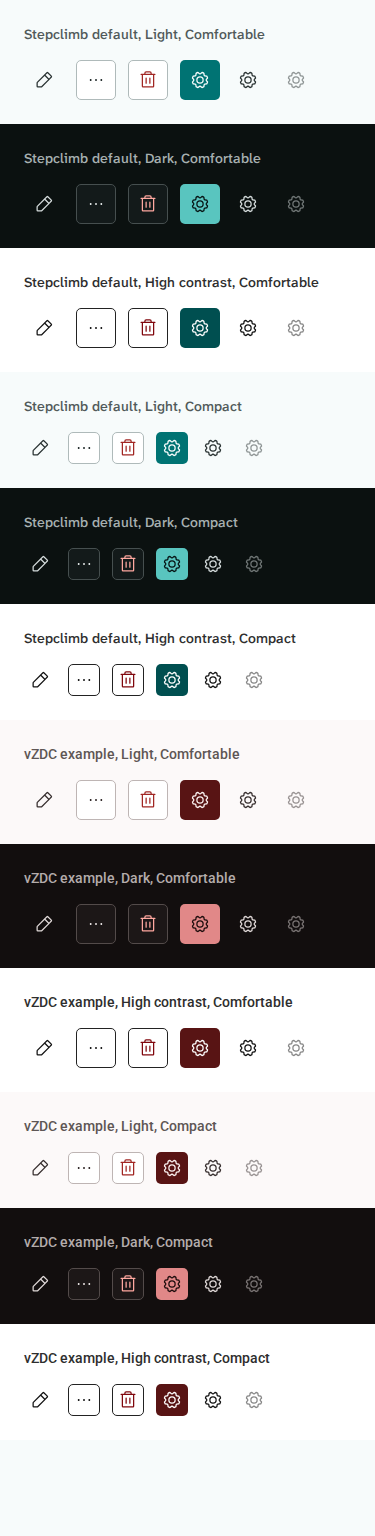 Stepclimb default, Light, Comfortable
Stepclimb default, Dark, Comfortable
Stepclimb default, High contrast, Comfortable
Stepclimb default, Light, Compact
Stepclimb default, Dark, Compact
Stepclimb default, High contrast, Compact
vZDC example, Light, Comfortable
vZDC example, Dark, Comfortable
vZDC example, High contrast, Comfortable
vZDC example, Light, Compact
vZDC example, Dark, Compact
vZDC example, High contrast, Compact